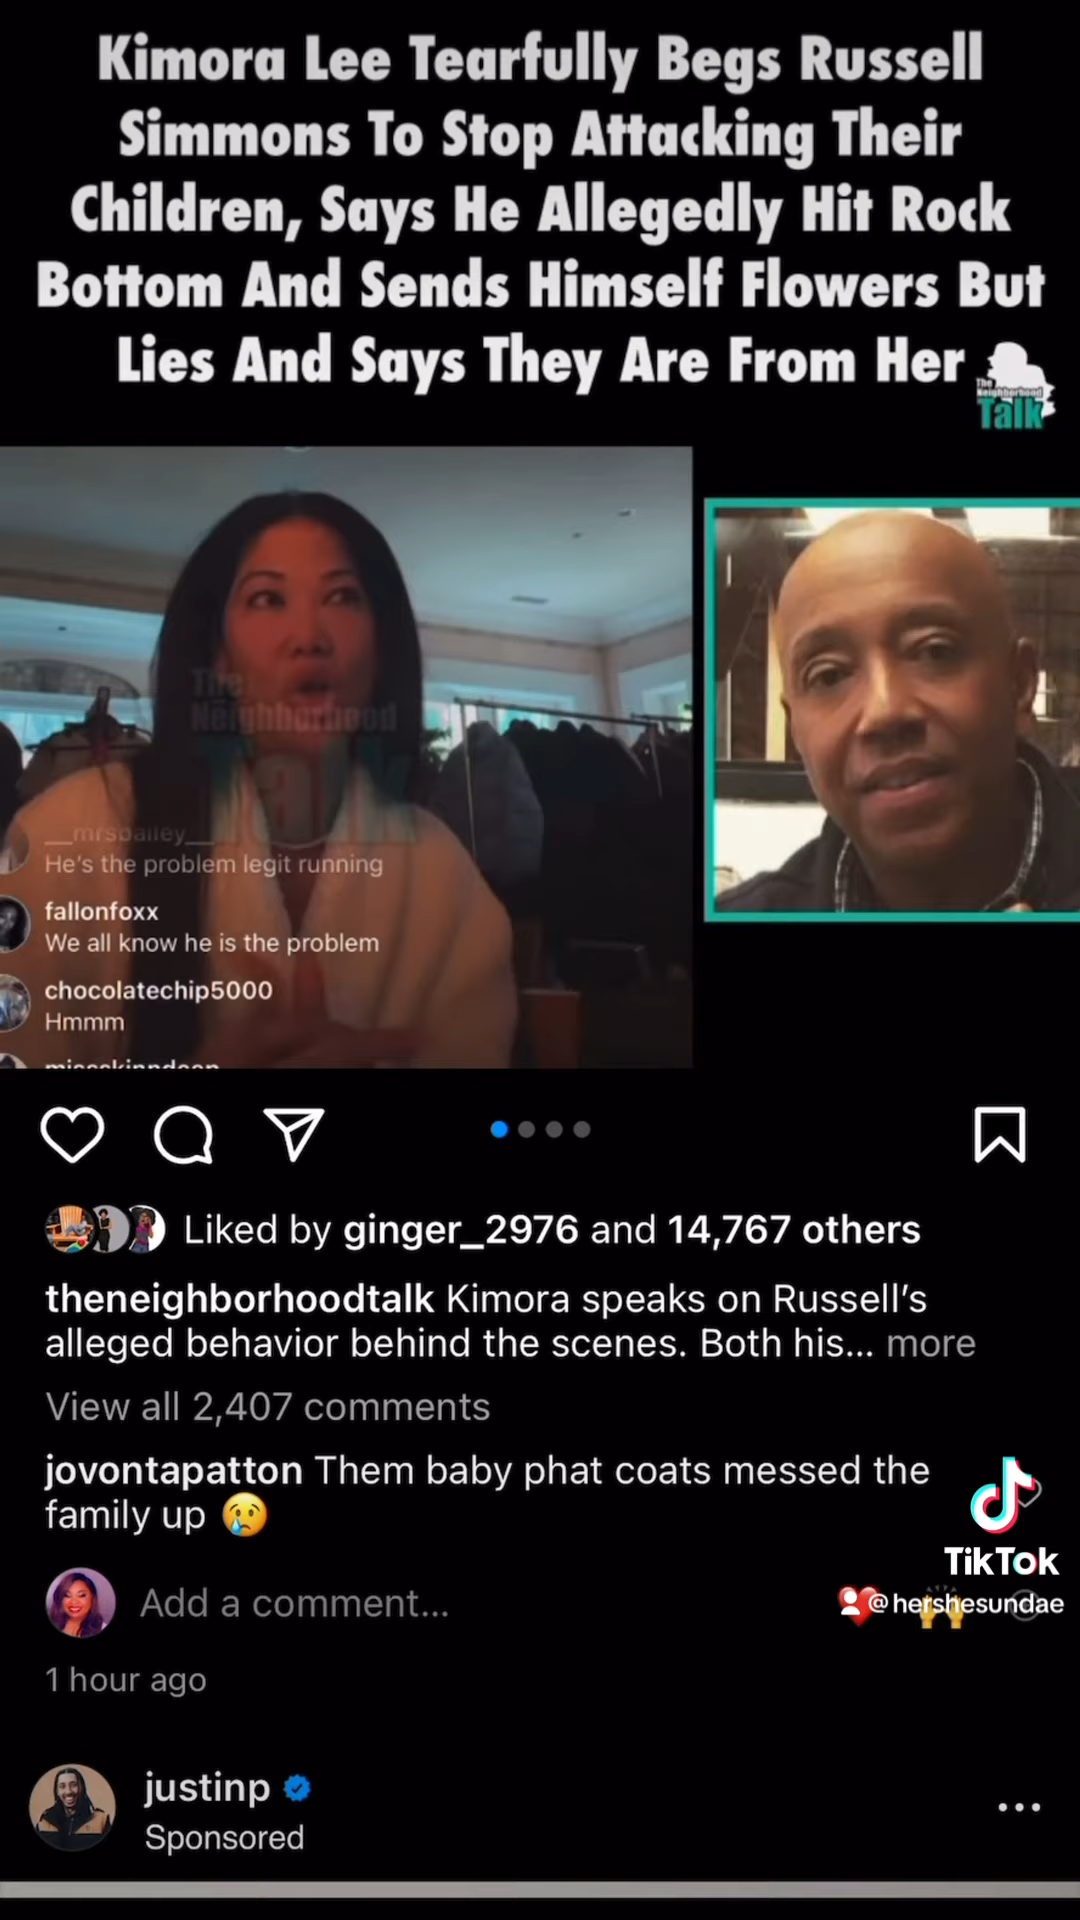 Kimora Lee Tearfully Begs Russell
Simmons To Stop Attacking Their
Children, Says He Allegedly Hit Rock
Bottom And Sends Himself Flowers But
Lies And Says They Are From Her
The
Neighborhood
Talk
The
Neighborhood
Talk
__mrsbailey__
He's the problem legit running
fallonfoxx
We all know he is the problem
chocolatechip5000
Hmmm
Liked by ginger_2976 and 14,767 others
theneighborhoodtalk Kimora speaks on Russell's
alleged behavior behind the scenes. Both his... more
View all 2,407 comments
jovontapatton Them baby phat coats messed the
family up 😢
TikTok
Add a comment...
@hershesundae
1 hour ago
justinp
Sponsored